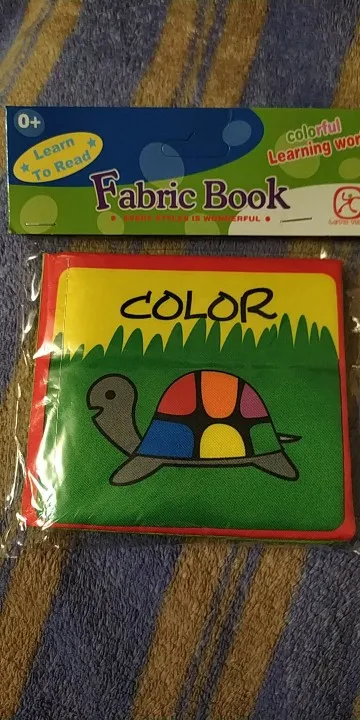 0+
Learn
To Read
colorful
Learning wor
Fabric Book
EVERY STYLES IS WONDERFUL
COLOR